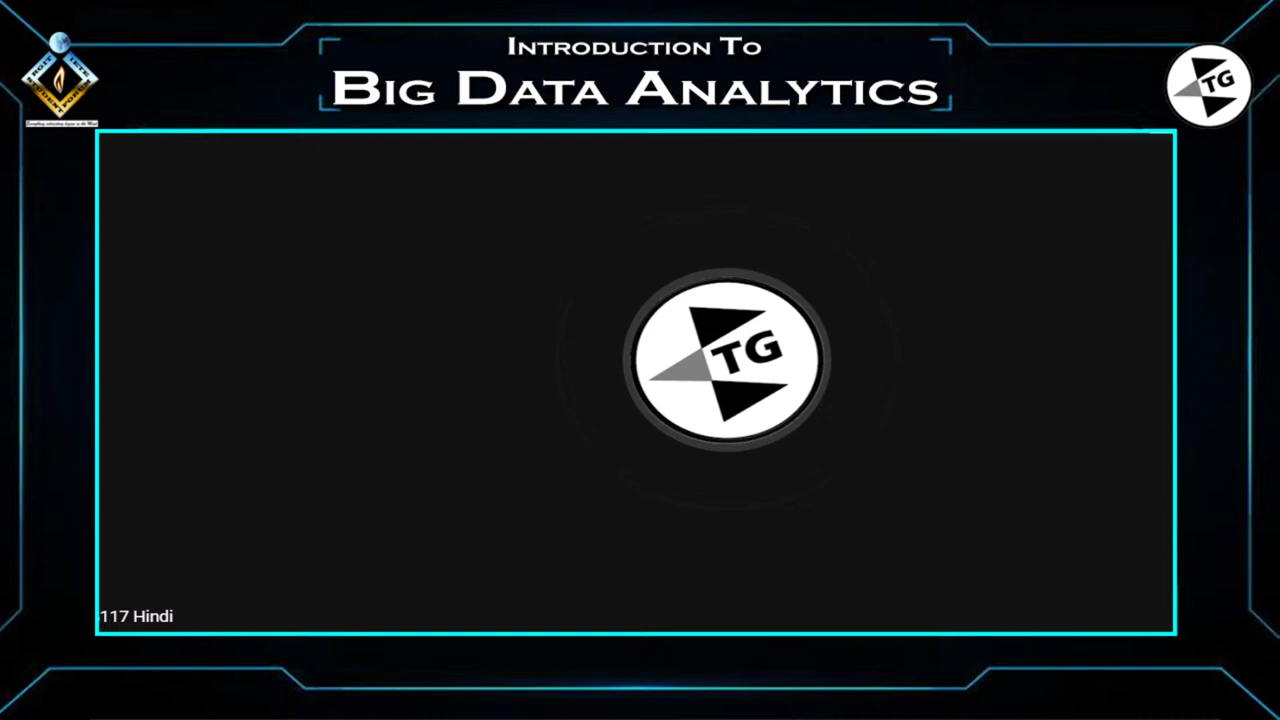 INTRODUCTION TO
BIG DATA ANALYTICS
TG
TG
117 Hindi